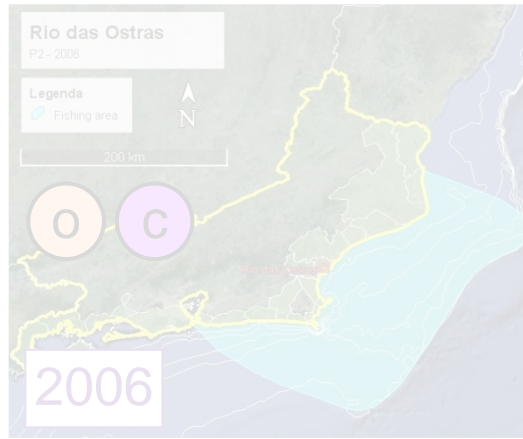 Rio das Ostras
P2 - 2006
Legenda
Fishing area
N
200 km
O C
2006